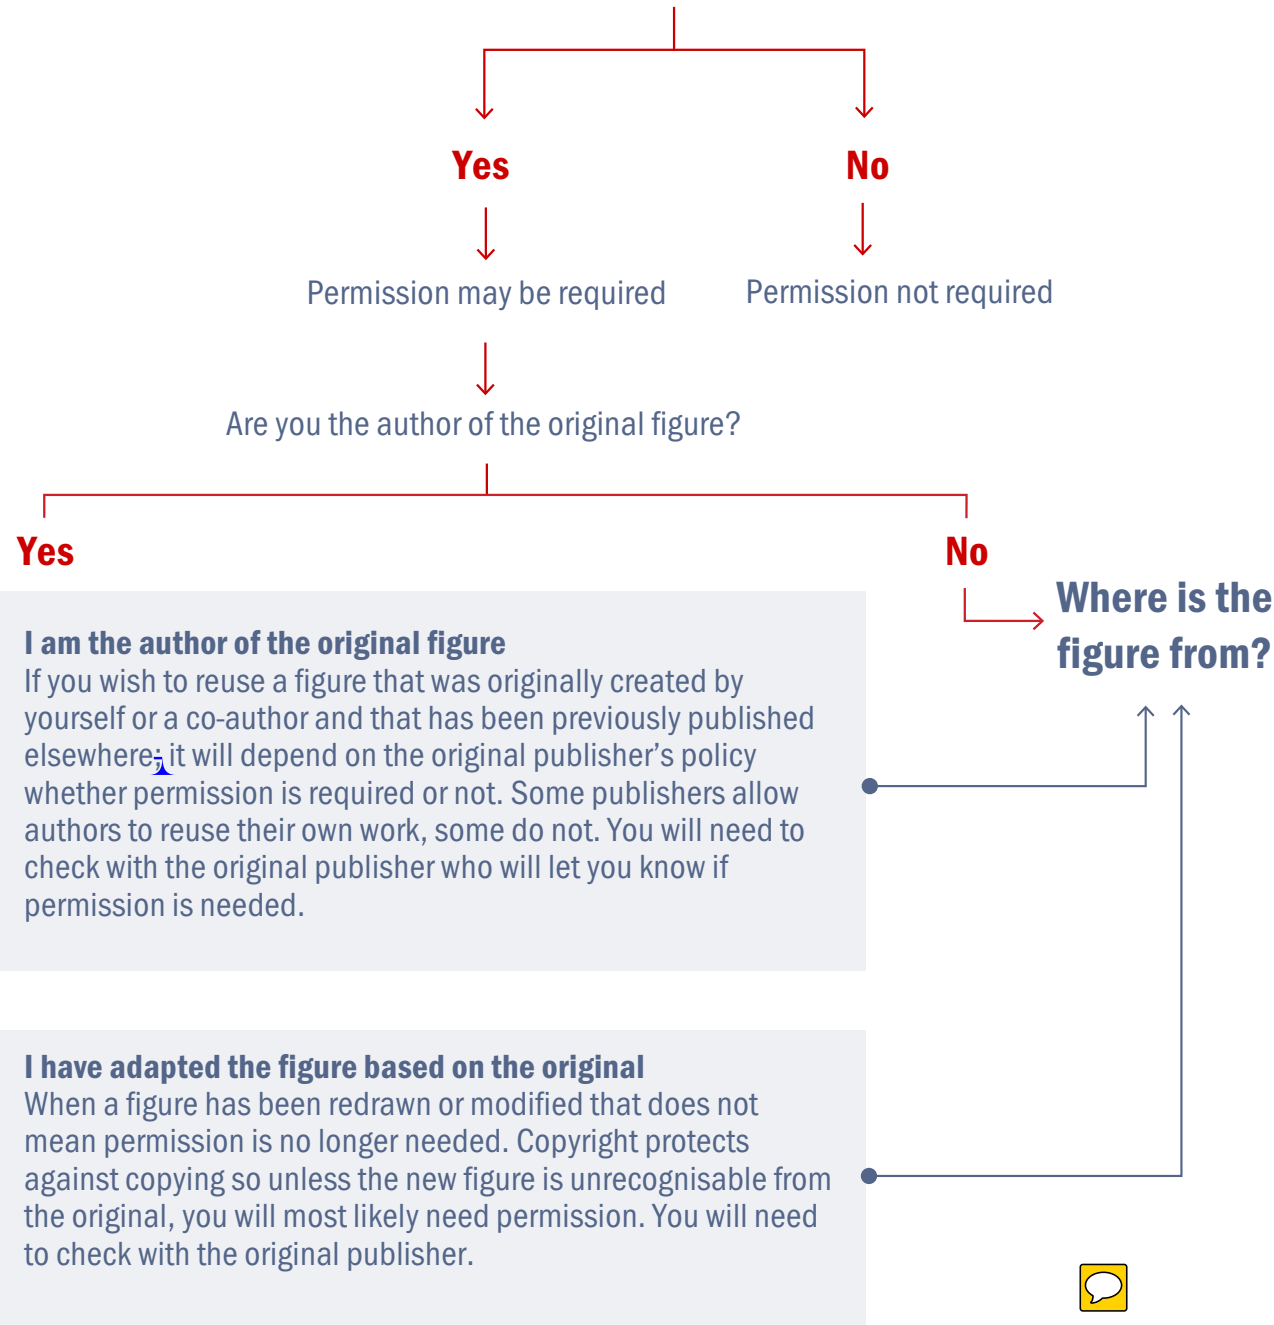 Yes
No
Permission may be required
Permission not required
Are you the author of the original figure?
Yes
No
Where is the
figure from?
I am the author of the original figure
If you wish to reuse a figure that was originally created by
yourself or a co-author and that has been previously published
elsewhere; it will depend on the original publisher’s policy
whether permission is required or not. Some publishers allow
authors to reuse their own work, some do not. You will need to
check with the original publisher who will let you know if
permission is needed.
I have adapted the figure based on the original
When a figure has been redrawn or modified that does not
mean permission is no longer needed. Copyright protects
against copying so unless the new figure is unrecognisable from
the original, you will most likely need permission. You will need
to check with the original publisher.